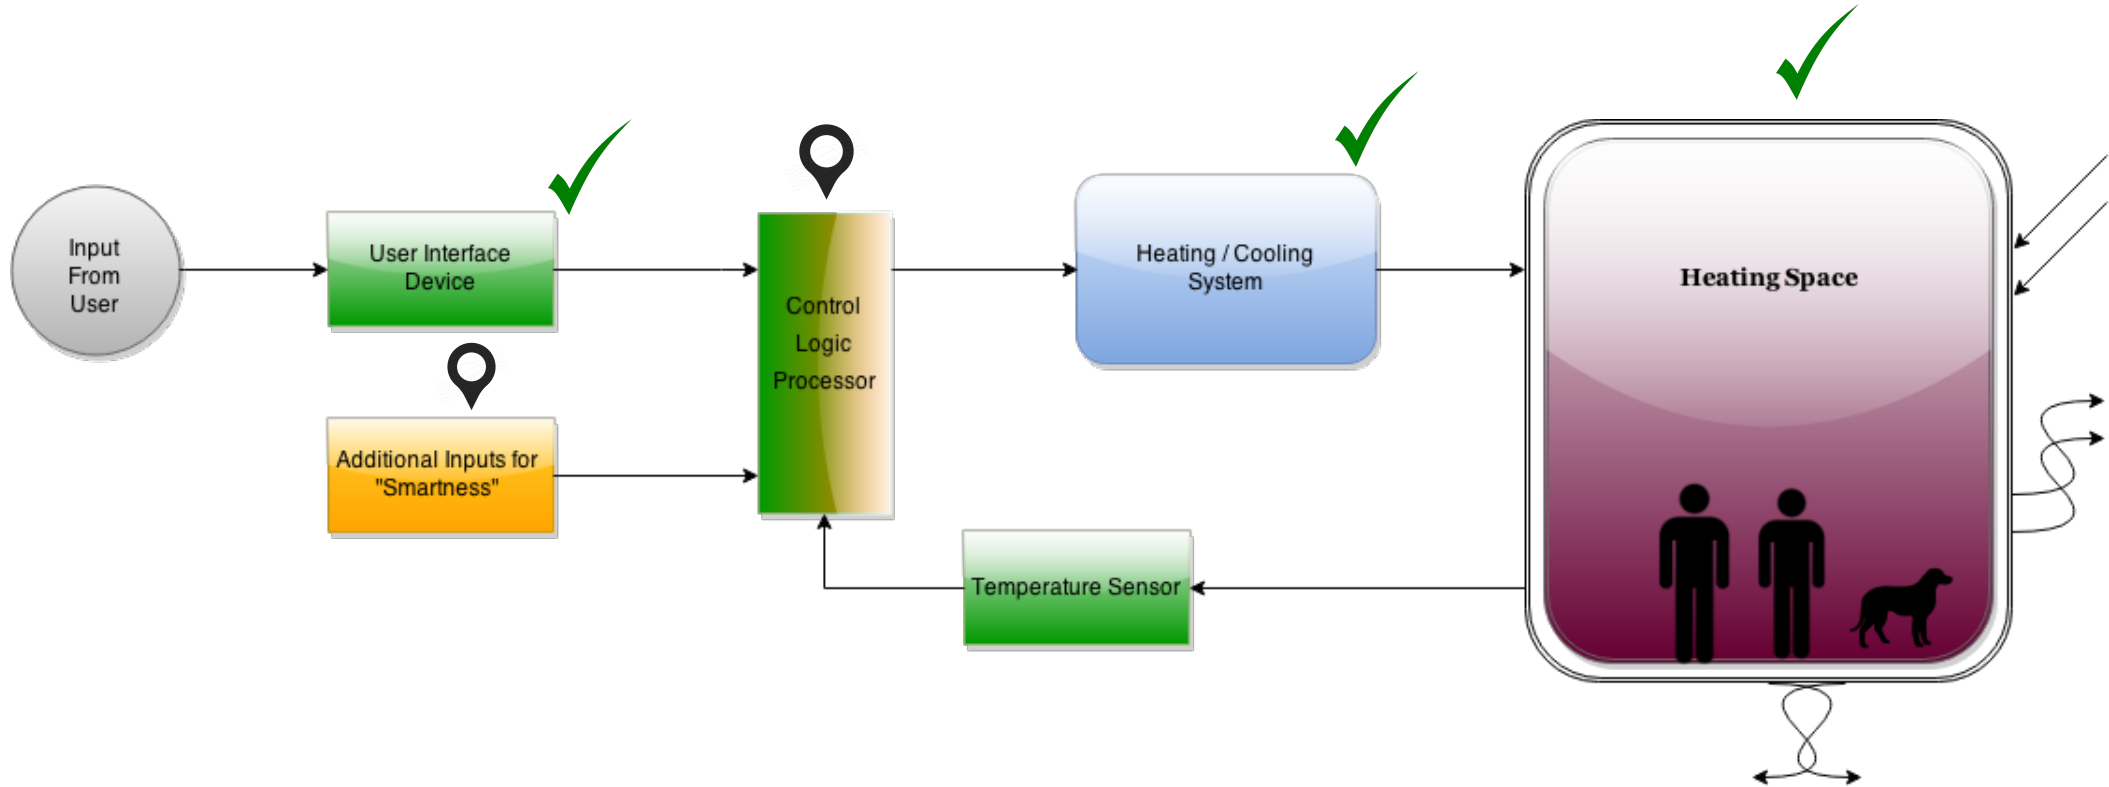 Input
From
User
User Interface
Device
Additional Inputs for
"Smartness"
Control
Logic
Processor
Heating / Cooling
System
Temperature Sensor
Heating Space